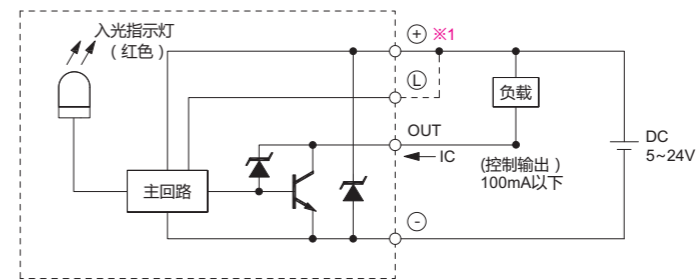 入光指示灯
（红色）
⊕ ※1
Ⓛ
负载
OUT
DC
5~24V
IC
(控制输出）
100mA以下
主回路
⊖